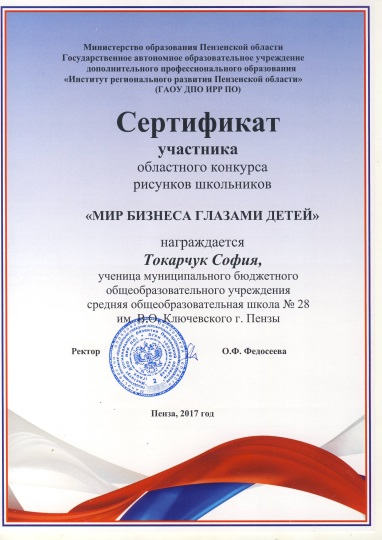 Министерство образования Пензенской области
Государственное автономное образовательное учреждение
дополнительного профессионального образования
«Институт регионального развития Пензенской области»
(ГАОУ ДПО ИРР ПО)
Сертификат
участника
областного конкурса
рисунков школьников
«МИР БИЗНЕСА ГЛАЗАМИ ДЕТЕЙ»
награждается
Токарчук София,
ученица муниципального бюджетного
общеобразовательного учреждения
средняя общеобразовательная школа № 28
им. В.О. Ключевского г. Пензы
Ректор О.Ф. Федосеева
Пенза, 2017 год